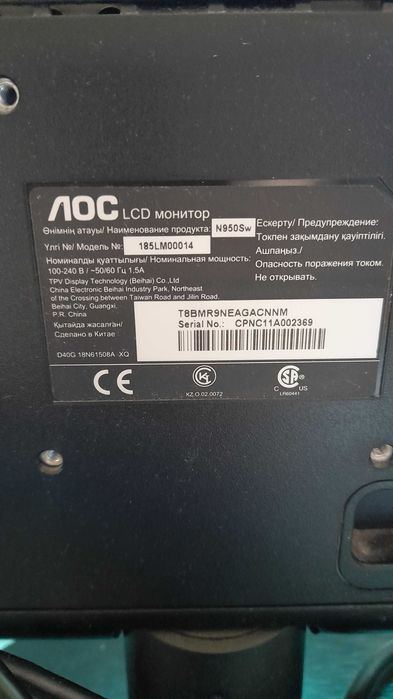 AOC LCD монитор
Өнімнің атауы/ Наименование продукта: N950Sw
Үлгі №/ Модель №: 185LM00014
Номиналды қуаттылығы/ Номинальная мощность:
100-240 В / ~50/60 Гц 1,5A
TPV Display Technology (Beihai) Co.,Ltd
China Electronic Beihai Industry Park, Northeast
of the Crossing between Taiwan Road and Jilin Road.
Beihai City, Guangxi,
P.R. China
Қытайда жасалған/
Сделано в Китае
Ескерту/ Предупреждение:
Токпен зақымдану қауіптілігі.
Ашпаңыз./
Опасность поражения током.
Не открывать.
T8BMR9NEAGACNNM
Serial No.: CPNC11A002369
D40G 18N61508A XQ
CE
KZ.O.02.0072
C US
LR60441